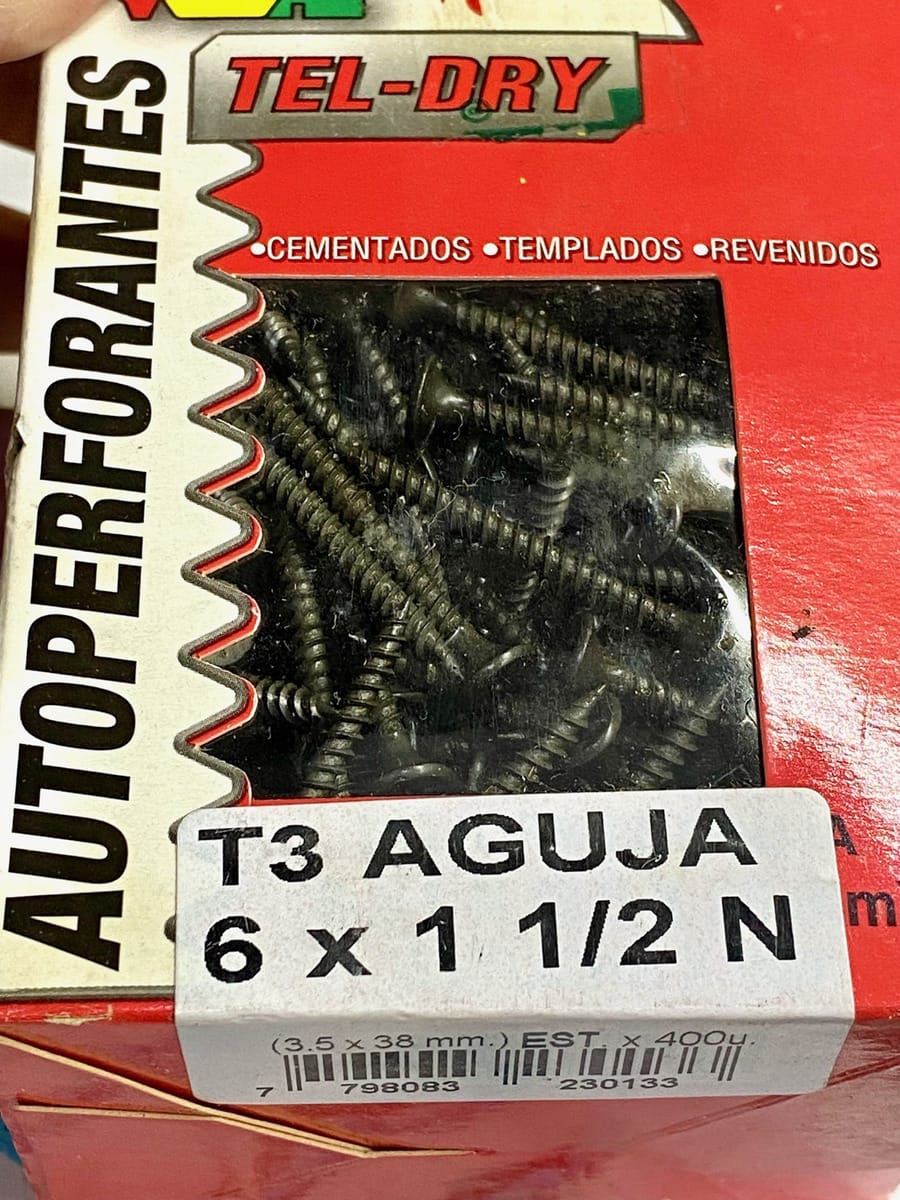 TEL-DRY
AUTOPERFORANTES
•CEMENTADOS •TEMPLADOS •REVENIDOS
T3 AGUJA
6 x 1 1/2 N
(3.5 x 38 mm.) EST. x 400u.
7 798083 230133